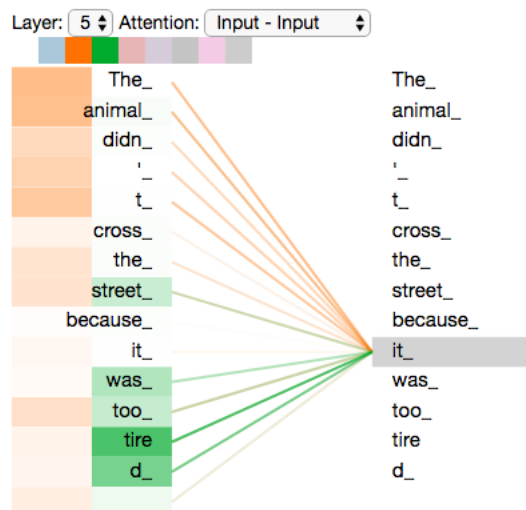 Layer: 5 Attention: Input - Input
The_ The_
animal_ animal_
didn_ didn_
'_ '_
t_ t_
cross_ cross_
the_ the_
street_ street_
because_ because_
it_ it_
was_ was_
too_ too_
tire tire
d_ d_